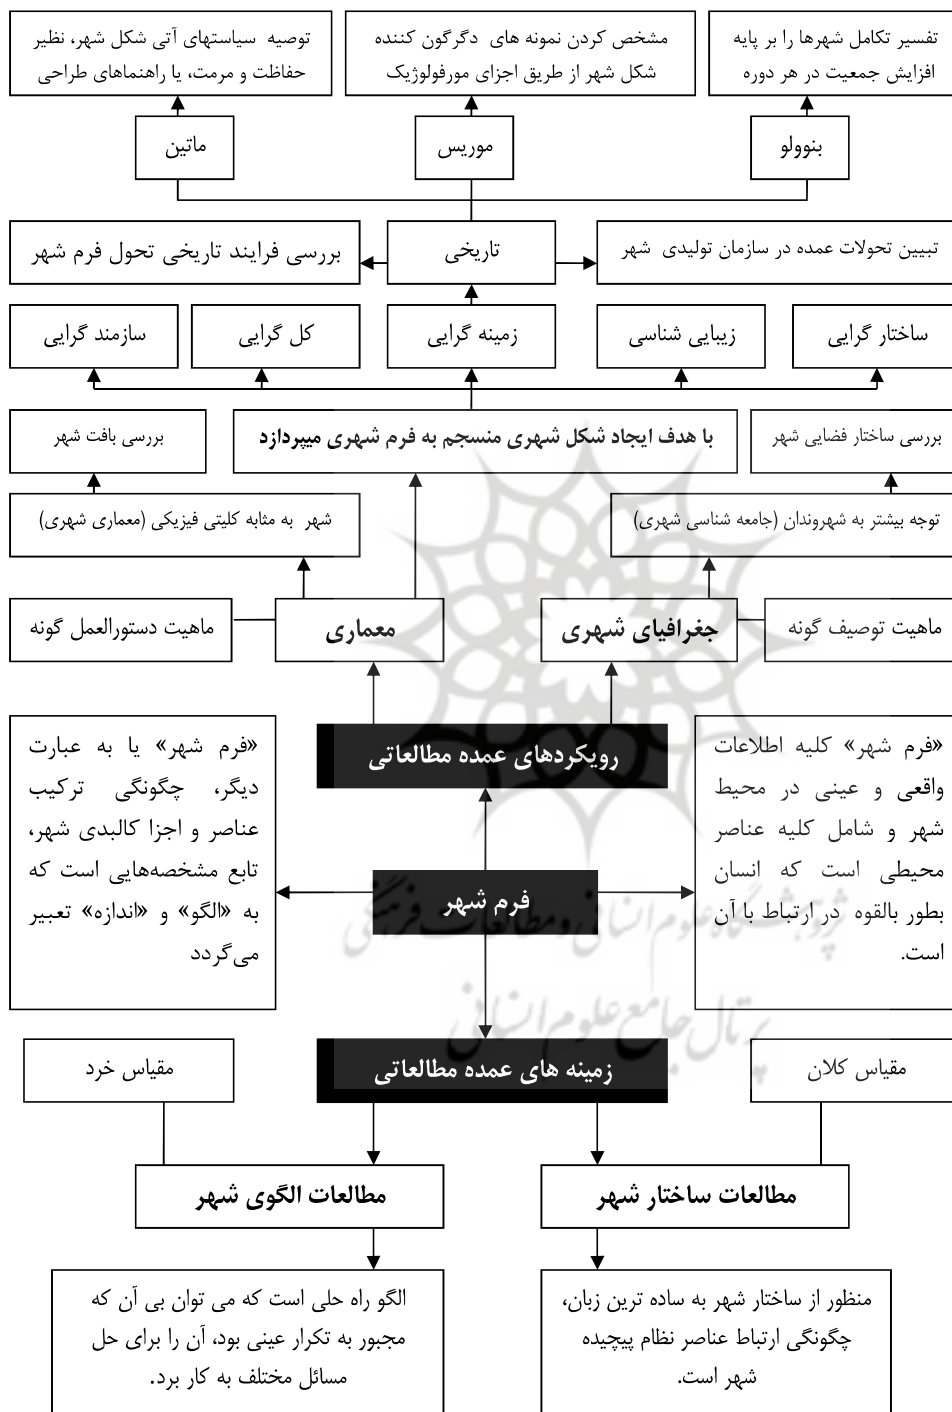 تفسیر تکامل شهرها را بر پایه
افزایش جمعیت در هر دوره
مشخص کردن نمونه های دگرگون کننده
شکل شهر از طریق اجزای مورفولوژیک
توصیه سیاستهای آتی شکل شهر، نظیر
حفاظت و مرمت، یا راهنماهای طراحی
بنوولو
موریس
ماتین
تبیین تحولات عمده در سازمان تولیدی شهر
تاریخی
بررسی فرایند تاریخی تحول فرم شهر
ساختار گرایی
زیبایی شناسی
زمینه گرایی
کل گرایی
سازمند گرایی
بررسی ساختار فضایی شهر
با هدف ایجاد شکل شهری منسجم به فرم شهری میپردازد
بررسی بافت شهر
توجه بیشتر به شهروندان (جامعه شناسی شهری)
شهر به مثابه کلیتی فیزیکی (معماری شهری)
ماهیت توصیف گونه
جغرافیای شهری
معماری
ماهیت دستورالعمل گونه
رویکردهای عمده مطالعاتی
«فرم شهر» کلیه اطلاعات
واقعی و عینی در محیط
شهر و شامل کلیه عناصر
محیطی است که انسان
بطور بالقوه در ارتباط با آن
است.
فرم شهر
«فرم شهر» یا به عبارت
دیگر، چگونگی ترکیب
عناصر و اجزا کالبدی شهر،
تابع مشخصه‌هایی است که
به «الگو» و «اندازه» تعبیر
می‌گردد
پژوهشگاه علوم انسانی و مطالعات فرهنگی
پرتال جامع علوم انسانی
مقیاس کلان
زمینه های عمده مطالعاتی
مقیاس خرد
مطالعات ساختار شهر
مطالعات الگوی شهر
منظور از ساختار شهر به ساده ترین زبان،
چگونگی ارتباط عناصر نظام پیچیده
شهر است.
الگو راه حلی است که می توان بی آن که
مجبور به تکرار عینی بود، آن را برای حل
مسائل مختلف به کار برد.